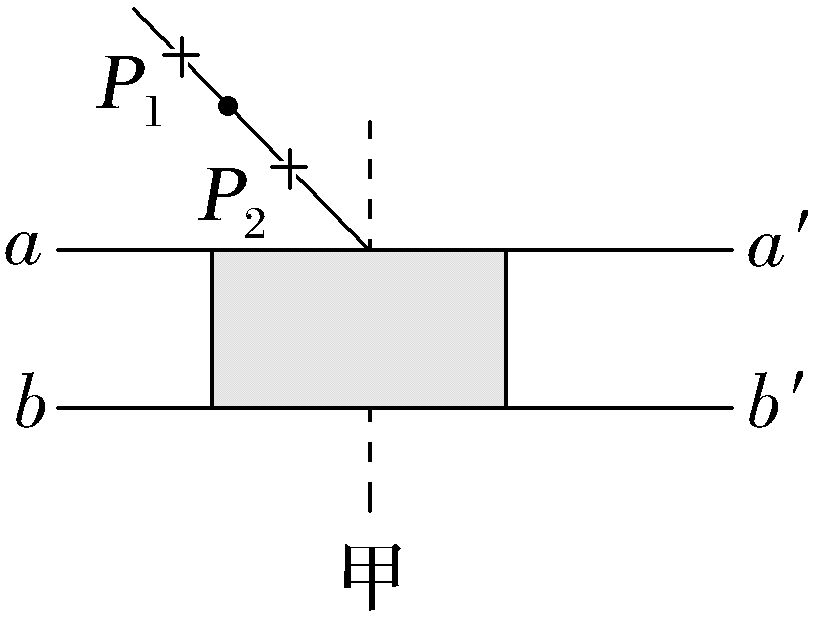 P₁
P₂
a a′
b b′
甲